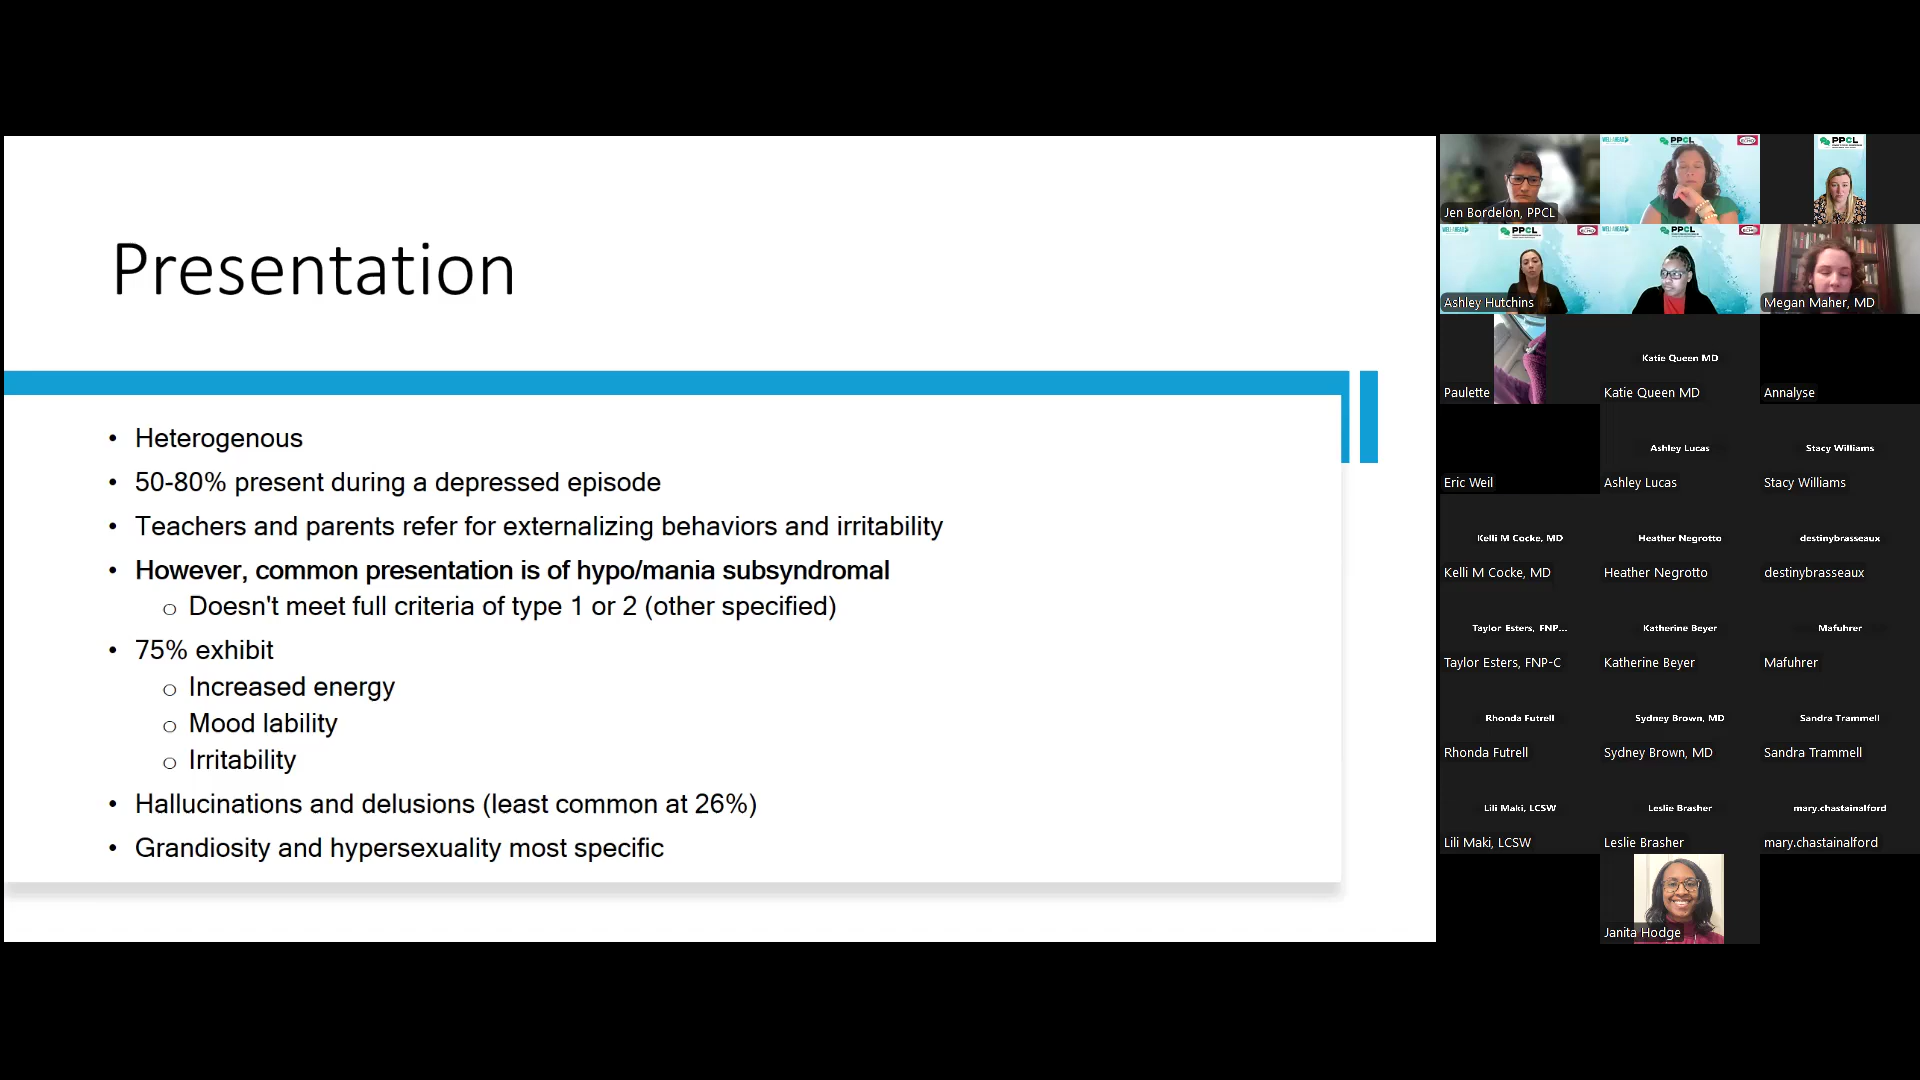 Presentation
• Heterogenous
• 50-80% present during a depressed episode
• Teachers and parents refer for externalizing behaviors and irritability
• However, common presentation is of hypo/mania subsyndromal
o Doesn't meet full criteria of type 1 or 2 (other specified)
• 75% exhibit
o Increased energy
o Mood lability
o Irritability
• Hallucinations and delusions (least common at 26%)
• Grandiosity and hypersexuality most specific
PPCL
PPCL
Jen Bordelon, PPCL
PPCL
PPCL
Ashley Hutchins
Megan Maher, MD
Katie Queen MD
Paulette
Katie Queen MD
Annalyse
Ashley Lucas
Stacy Williams
Eric Weil
Ashley Lucas
Stacy Williams
Kelli M Cocke, MD
Heather Negrotto
destinybrasseaux
Kelli M Cocke, MD
Heather Negrotto
destinybrasseaux
Taylor Esters, FNP...
Katherine Beyer
Mafuhrer
Taylor Esters, FNP-C
Katherine Beyer
Mafuhrer
Rhonda Futrell
Sydney Brown, MD
Sandra Trammell
Rhonda Futrell
Sydney Brown, MD
Sandra Trammell
Lili Maki, LCSW
Leslie Brasher
mary.chastainalford
Lili Maki, LCSW
Leslie Brasher
mary.chastainalford
Janita Hodge